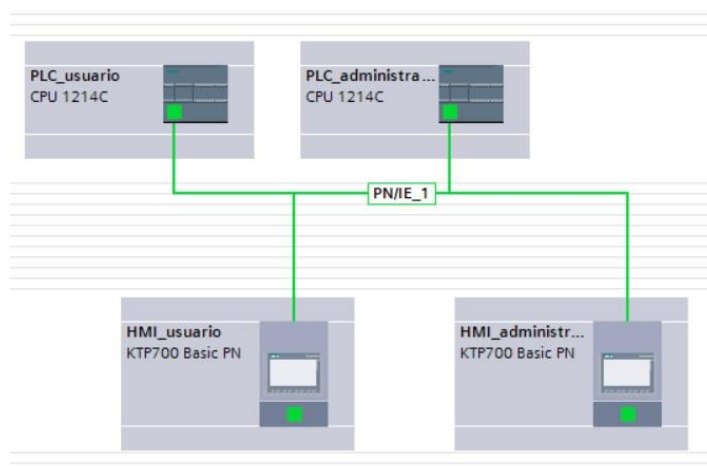 PLC_usuario
CPU 1214C
PLC_administra...
CPU 1214C
PN/IE_1
HMI_usuario
KTP700 Basic PN
HMI_administr...
KTP700 Basic PN